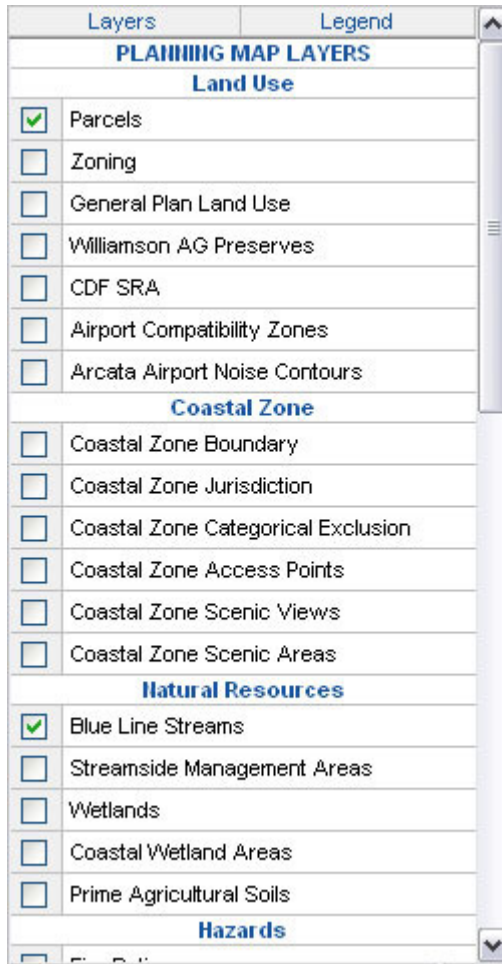 Layers Legend
PLANNING MAP LAYERS
Land Use
Parcels
Zoning
General Plan Land Use
Williamson AG Preserves
CDF SRA
Airport Compatibility Zones
Arcata Airport Noise Contours
Coastal Zone
Coastal Zone Boundary
Coastal Zone Jurisdiction
Coastal Zone Categorical Exclusion
Coastal Zone Access Points
Coastal Zone Scenic Views
Coastal Zone Scenic Areas
Natural Resources
Blue Line Streams
Streamside Management Areas
Wetlands
Coastal Wetland Areas
Prime Agricultural Soils
Hazards